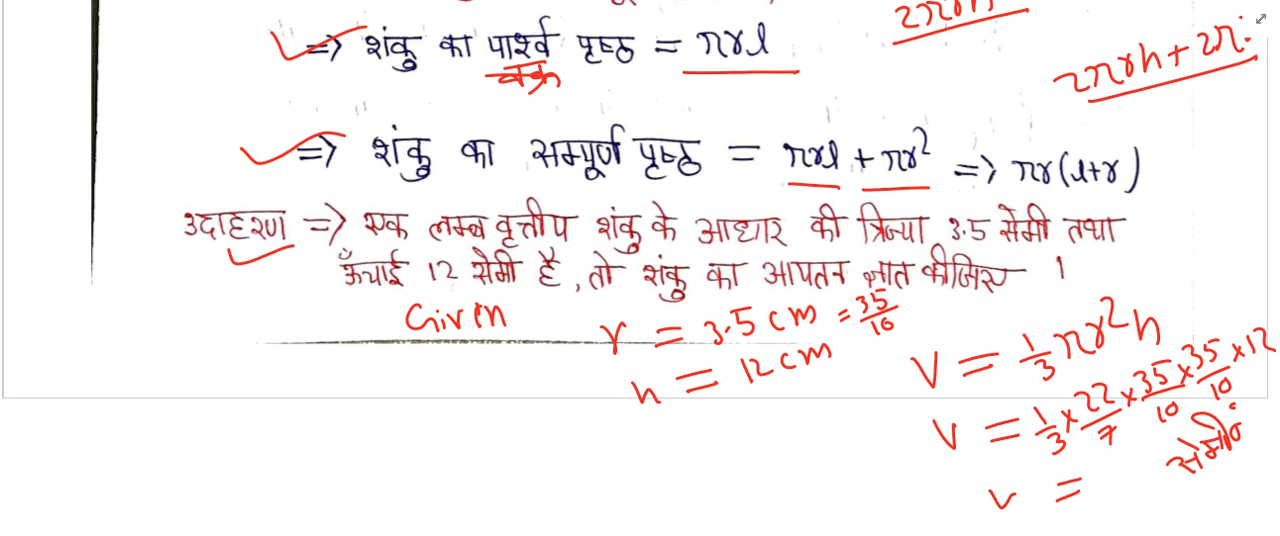 2πrh
⇒ शंकु का पार्श्व पृष्ठ = πrl
वक्र
2πrh + 2π
⇒ शंकु का सम्पूर्ण पृष्ठ = πrl + πr² ⇒ πr(l+r)
उदाहरण ⇒ एक लम्ब वृत्तीय शंकु के आधार की त्रिज्या 3.5 सेमी तथा
ऊँचाई 12 सेमी है, तो शंकु का आयतन ज्ञात कीजिए ।
Given
r = 3.5 cm = 35/10
h = 12 cm
V = 1/3 πr²h
V = 1/3 × 22/7 × 35/10 × 35/10 × 12
सेमी
V =